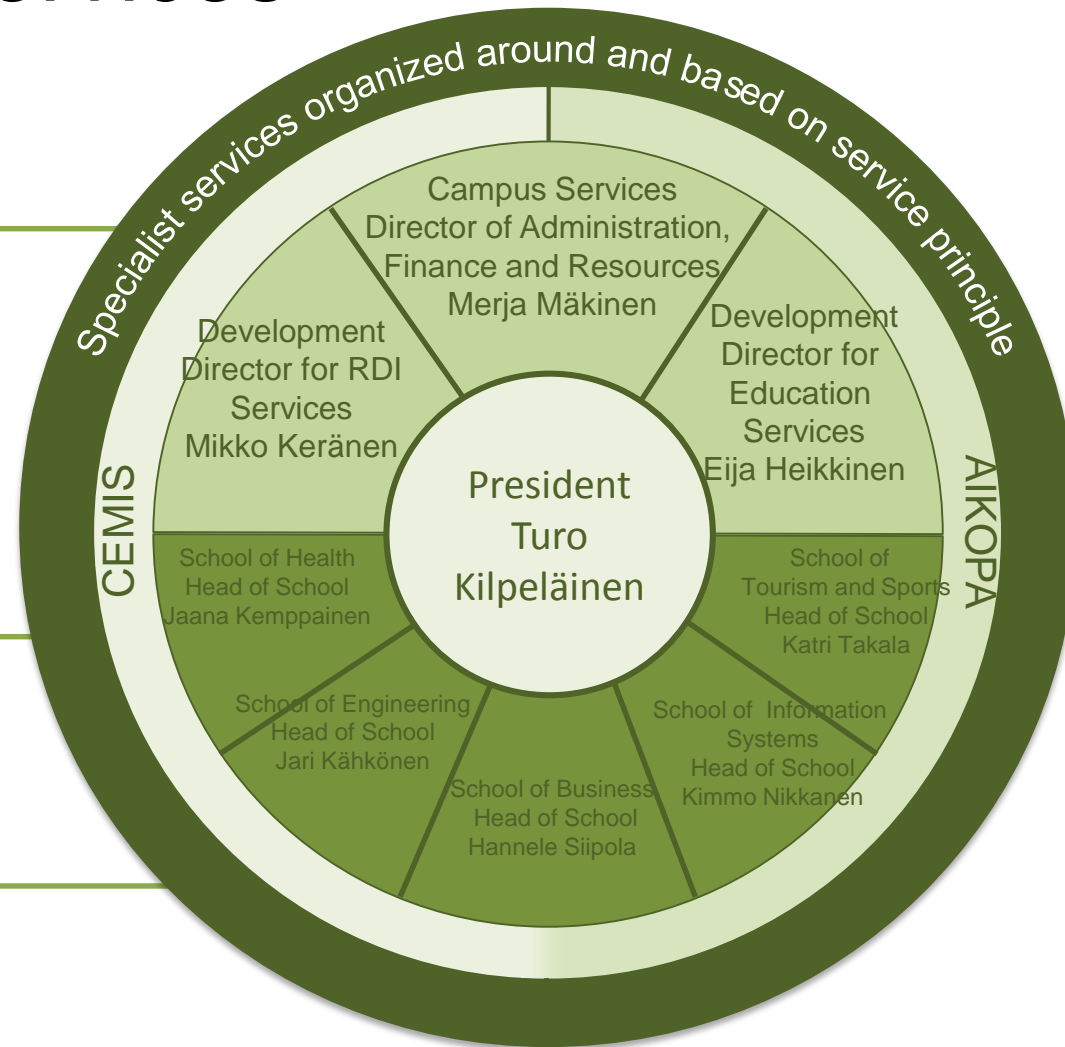 Specialist services organized around and based on service principle
Campus Services
Director of Administration,
Finance and Resources
Merja Mäkinen
Development
Director for RDI
Services
Mikko Keränen
Development
Director for
Education
Services
Eija Heikkinen
CEMIS
AIKOPA
President
Turo
Kilpeläinen
School of Health
Head of School
Jaana Kemppainen
School of
Tourism and Sports
Head of School
Katri Takala
School of Engineering
Head of School
Jari Kähkönen
School of Information
Systems
Head of School
Kimmo Nikkanen
School of Business
Head of School
Hannele Siipola